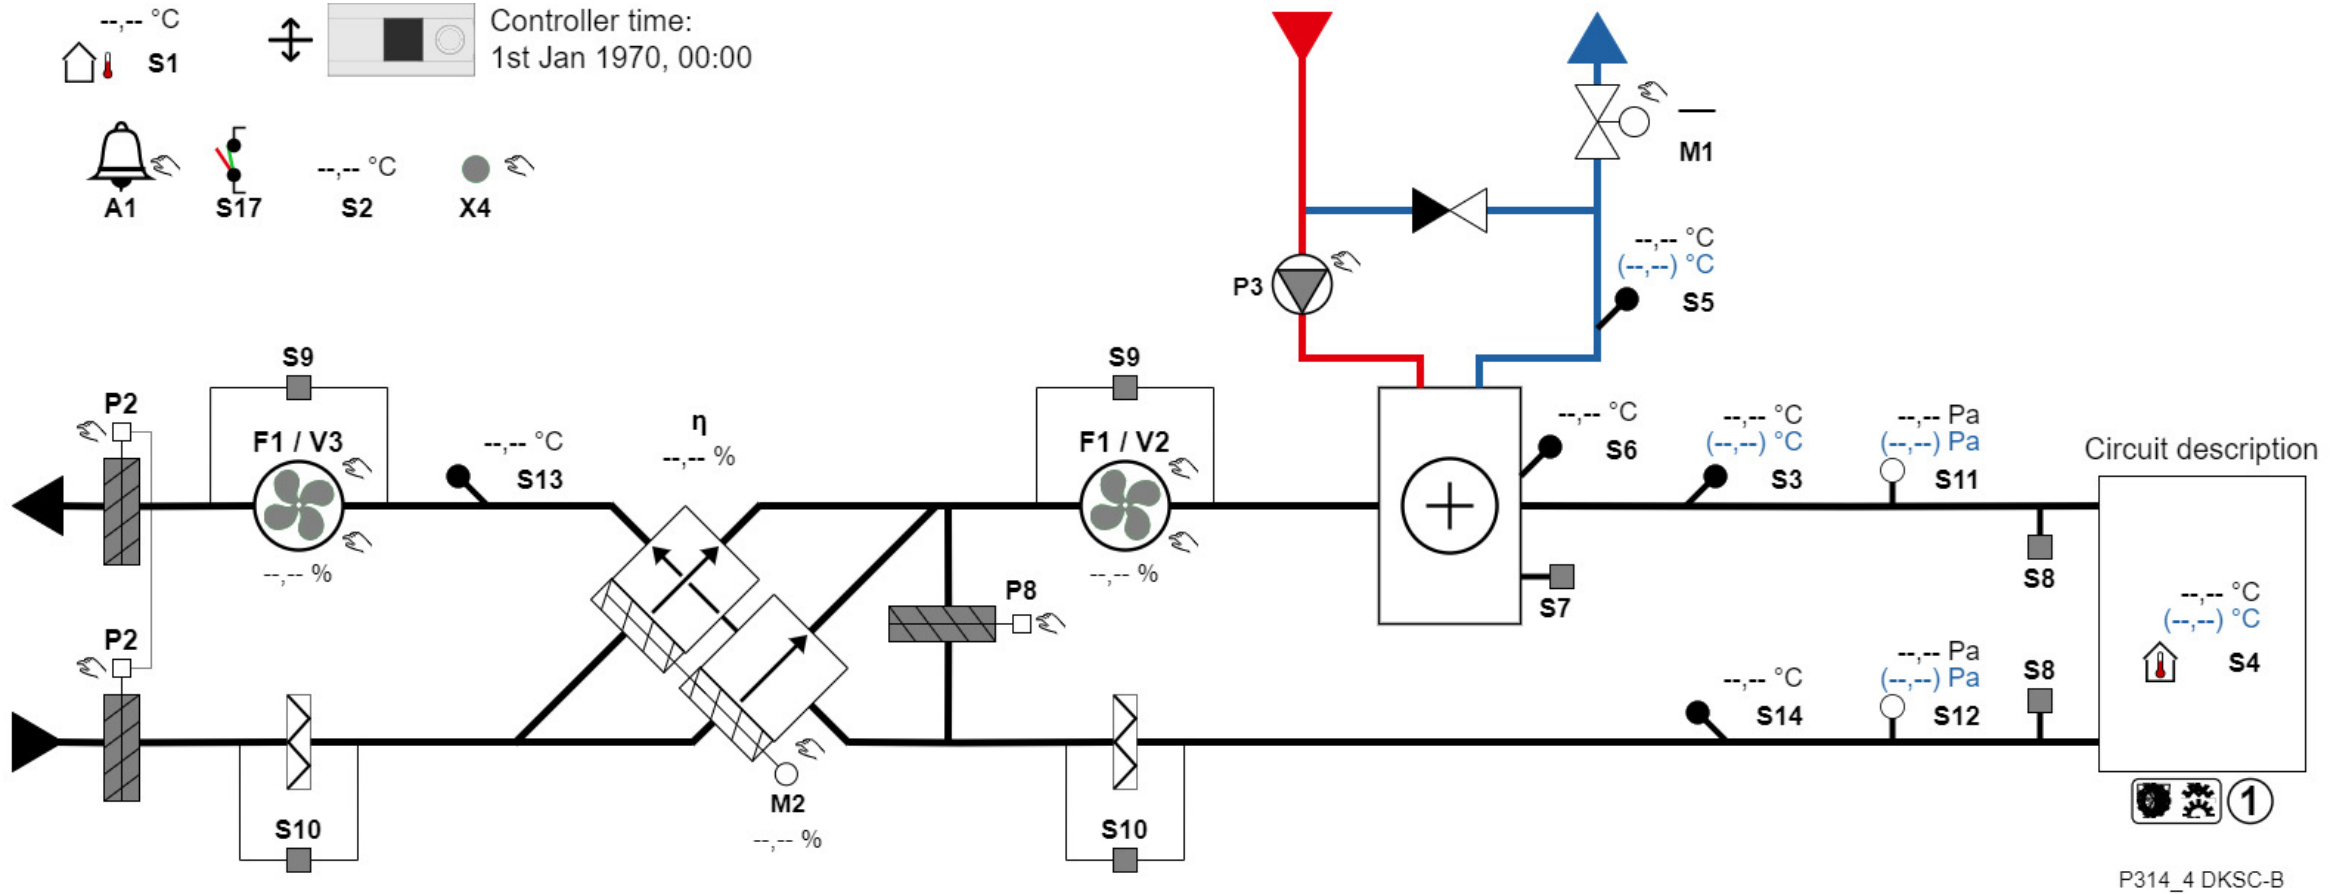 --,-- °C
S1
Controller time:
1st Jan 1970, 00:00
A1
S17
--,-- °C
S2
X4
M1
P3
--,-- °C
(--,--) °C
S5
S9
P2
F1 / V3
--,-- %
--,-- °C
S13
η
--,-- %
S9
F1 / V2
--,-- %
--,-- °C
S6
S7
--,-- °C
(--,--) °C
S3
--,-- Pa
(--,--) Pa
S11
S8
Circuit description
--,-- °C
(--,--) °C
S4
P2
P8
S10
M2
--,-- %
S10
--,-- °C
S14
--,-- Pa
(--,--) Pa
S12
S8
1
P314_4 DKSC-B